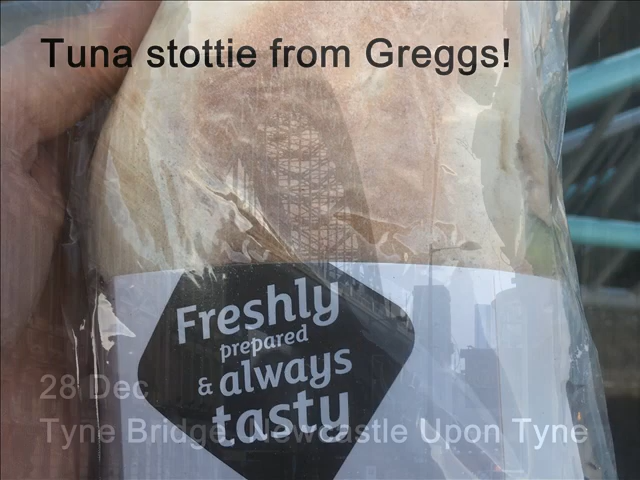 Tuna stottie from Greggs!
Freshly
prepared
& always
tasty
28 Dec
Tyne Bridge, Newcastle Upon Tyne